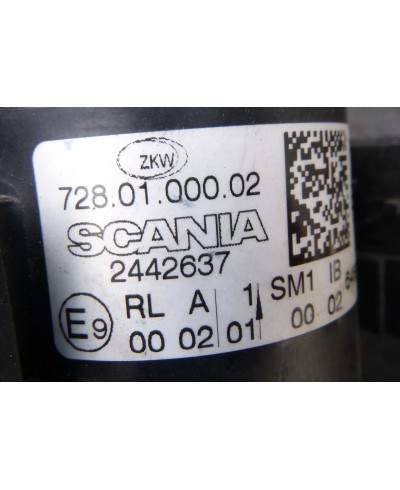 ZKW
728.01.000.02
SCANIA
2442637
E9 RL A 1 SM1 IB
00 02 01 00 02